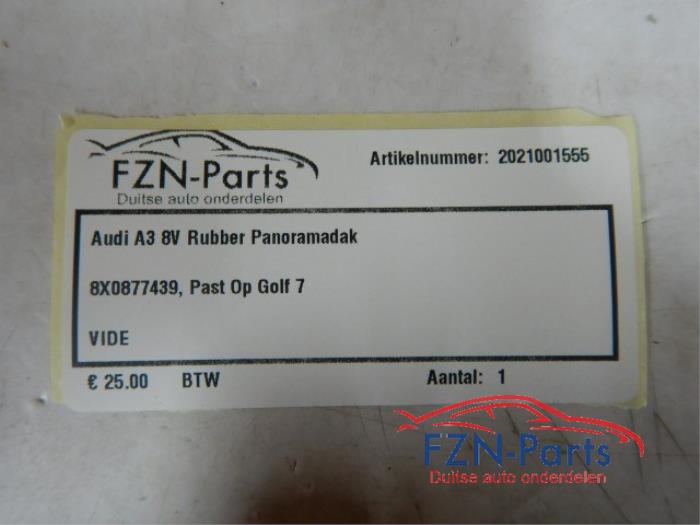 FZN-Parts
Duitse auto onderdelen
Artikelnummer: 2021001555
Audi A3 8V Rubber Panoramadak
8X0877439, Past Op Golf 7
VIDE
€ 25.00 BTW Aantal: 1
FZN-Parts
Duitse auto onderdelen